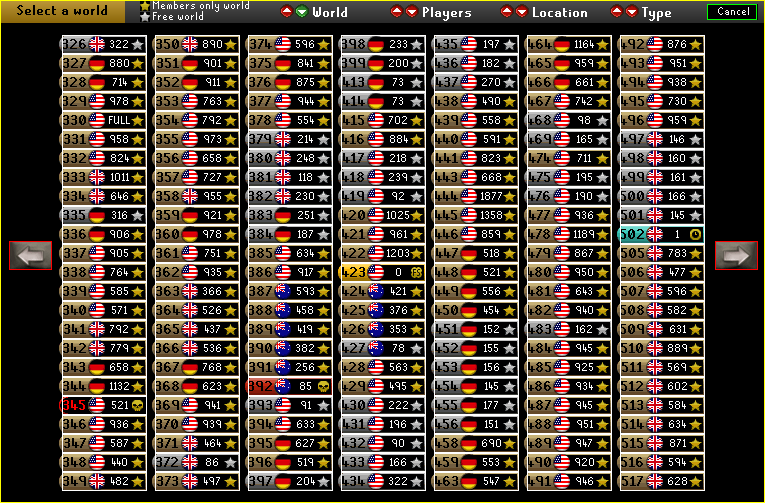 Select a world Members only world World Players Location Type Cancel
Free world
326 322 350 890 374 596 398 233 435 197 464 1164 492 876
327 880 351 901 375 841 399 200 436 182 465 959 493 951
328 714 352 911 376 875 413 73 437 270 466 661 494 938
329 978 353 763 377 944 414 73 438 490 467 742 495 730
330 FULL 354 792 378 554 415 702 439 558 468 98 496 959
331 958 355 973 379 214 416 884 440 591 469 165 497 146
332 824 356 658 380 248 417 218 441 823 474 711 498 160
333 1011 357 727 381 118 418 239 443 668 475 195 499 161
334 646 358 955 382 230 419 92 444 1877 476 190 500 166
335 316 359 921 383 251 420 1025 445 1358 477 936 501 145
336 906 360 978 384 187 421 961 446 859 478 1189 502 1
337 905 361 751 385 634 422 1203 447 518 479 867 505 783
338 764 362 935 386 917 423 0 448 521 480 950 506 477
339 585 363 366 387 593 424 421 449 556 481 643 507 596
340 571 364 526 388 458 425 376 450 454 482 940 508 582
341 792 365 437 389 419 426 353 451 152 483 162 509 631
342 779 366 536 390 382 427 78 452 155 484 945 510 889
343 658 367 768 391 256 428 563 453 156 485 925 511 569
344 1132 368 623 392 85 429 495 454 145 486 934 512 602
345 521 369 941 393 91 430 222 455 177 487 945 513 584
346 936 370 939 394 633 431 196 456 151 488 951 514 634
347 587 371 464 395 627 432 90 458 690 489 947 515 871
348 440 372 86 396 519 433 166 459 553 490 920 516 594
349 482 373 497 397 204 434 322 463 547 491 946 517 628